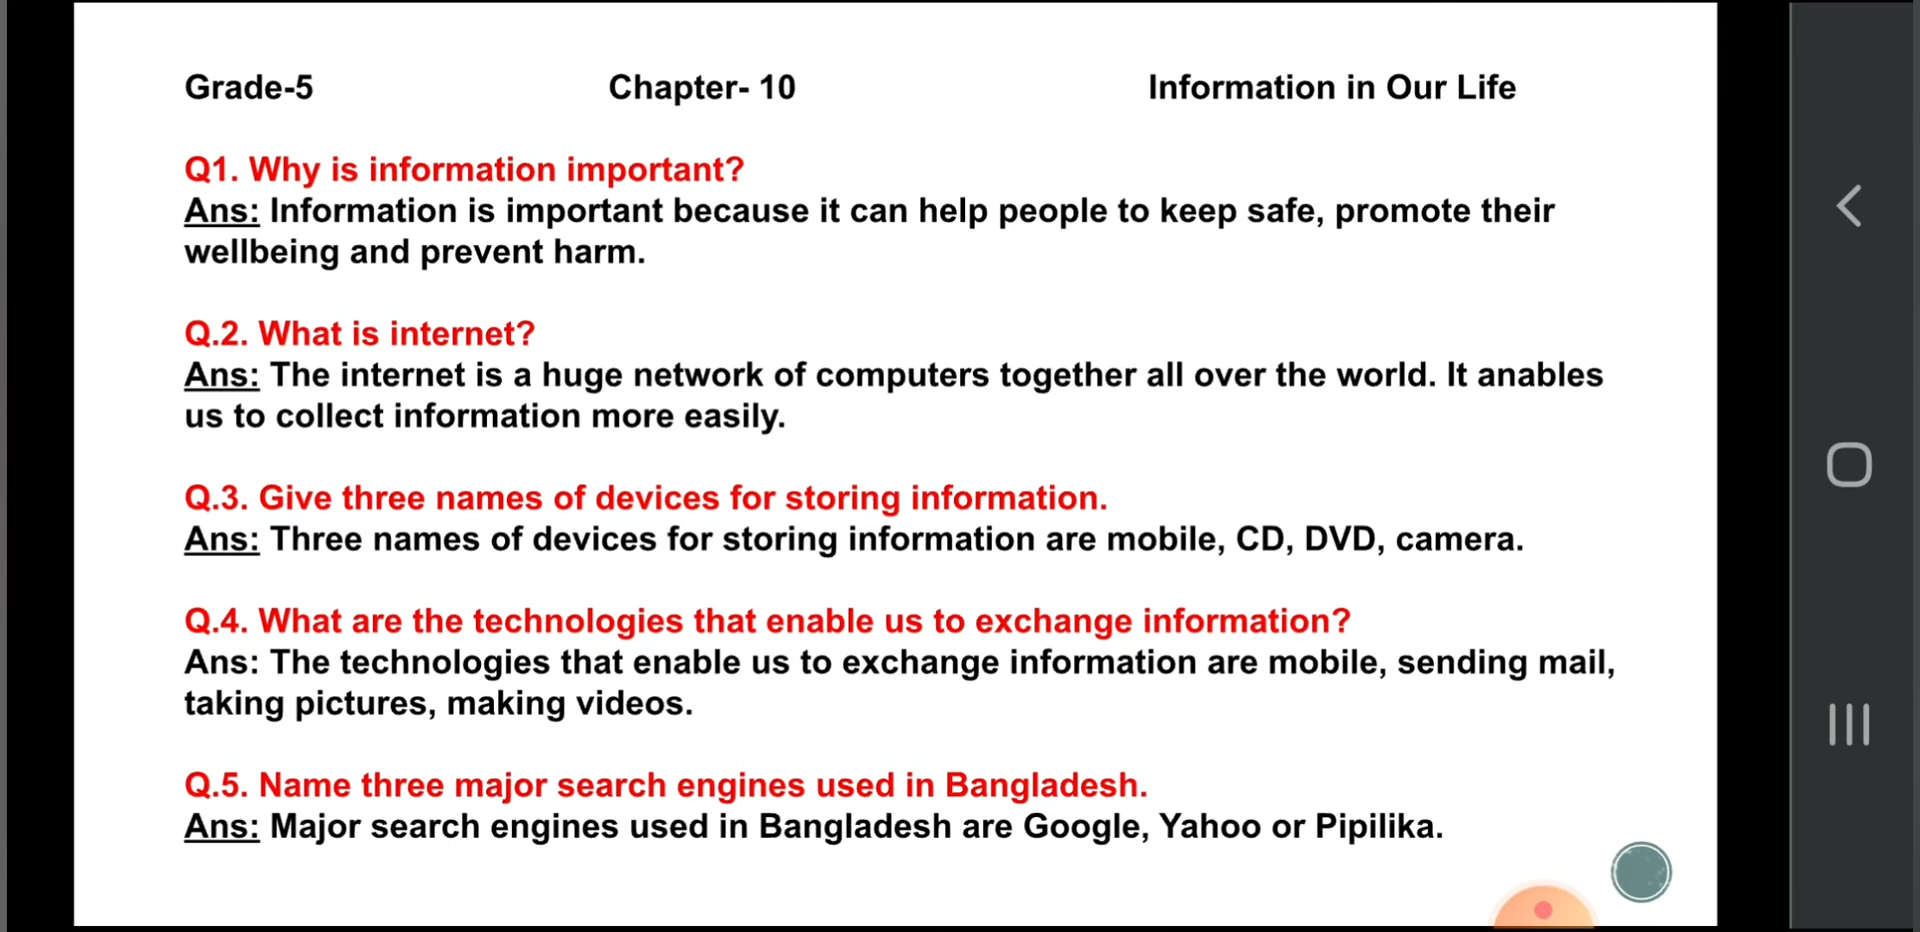 Grade-5 Chapter- 10 Information in Our Life
Q1. Why is information important?
Ans: Information is important because it can help people to keep safe, promote their
wellbeing and prevent harm.
Q.2. What is internet?
Ans: The internet is a huge network of computers together all over the world. It anables
us to collect information more easily.
Q.3. Give three names of devices for storing information.
Ans: Three names of devices for storing information are mobile, CD, DVD, camera.
Q.4. What are the technologies that enable us to exchange information?
Ans: The technologies that enable us to exchange information are mobile, sending mail,
taking pictures, making videos.
Q.5. Name three major search engines used in Bangladesh.
Ans: Major search engines used in Bangladesh are Google, Yahoo or Pipilika.